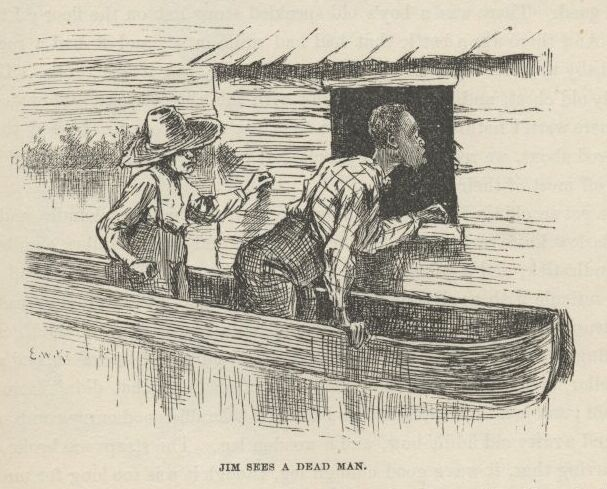 E.W.K.
JIM SEES A DEAD MAN.